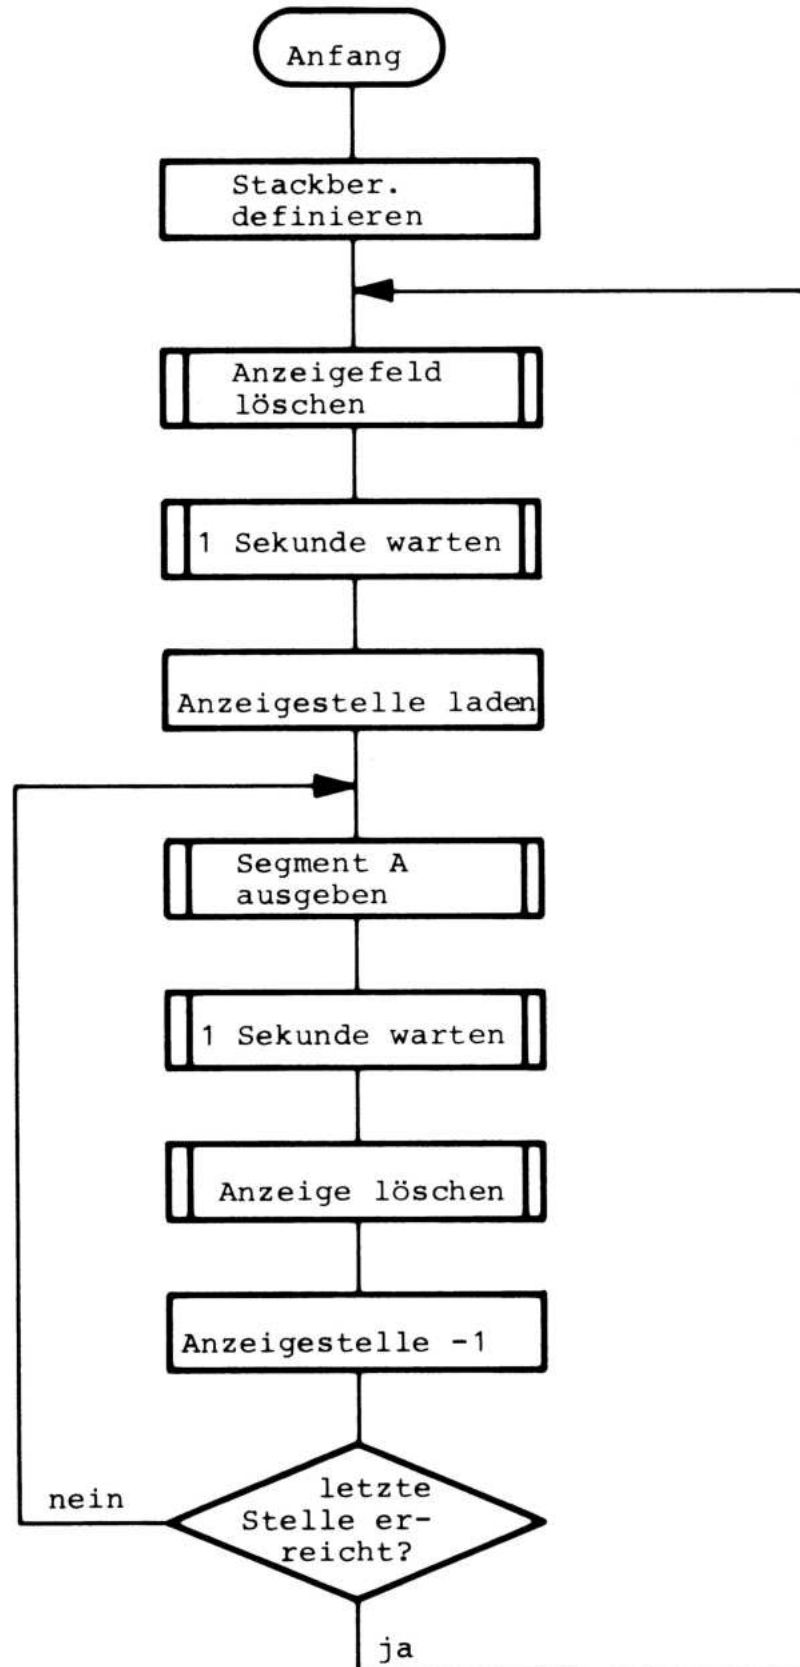 Anfang
Stackber.
definieren
Anzeigefeld
löschen
1 Sekunde warten
Anzeigestelle laden
Segment A
ausgeben
1 Sekunde warten
Anzeige löschen
Anzeigestelle -1
letzte
Stelle er-
reicht?
nein
ja